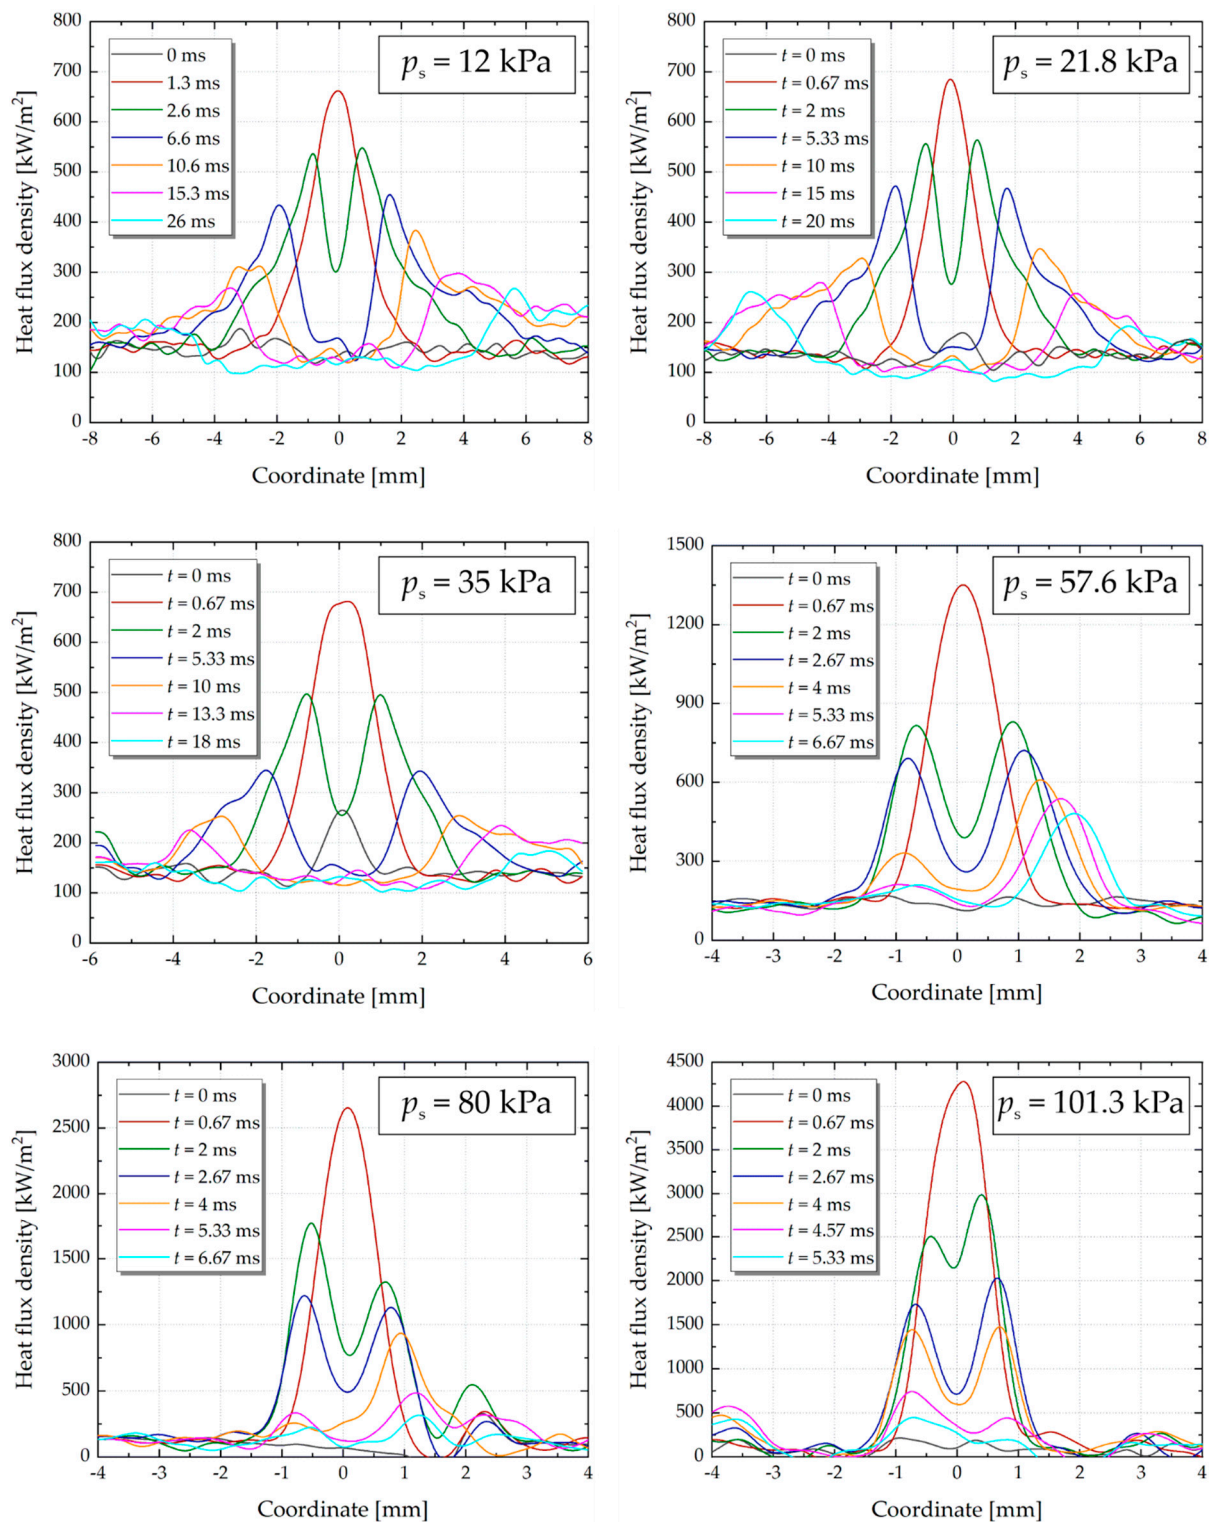 800
700
600
500
400
300
200
100
0
Heat flux density [kW/m²]
0 ms
1.3 ms
2.6 ms
6.6 ms
10.6 ms
15.3 ms
26 ms
pₛ = 12 kPa
-8 -6 -4 -2 0 2 4 6 8
Coordinate [mm]
800
700
600
500
400
300
200
100
0
Heat flux density [kW/m²]
t = 0 ms
t = 0.67 ms
t = 2 ms
t = 5.33 ms
t = 10 ms
t = 15 ms
t = 20 ms
pₛ = 21.8 kPa
-8 -6 -4 -2 0 2 4 6 8
Coordinate [mm]
800
700
600
500
400
300
200
100
0
Heat flux density [kW/m²]
t = 0 ms
t = 0.67 ms
t = 2 ms
t = 5.33 ms
t = 10 ms
t = 13.3 ms
t = 18 ms
pₛ = 35 kPa
-6 -4 -2 0 2 4 6
Coordinate [mm]
1500
1200
900
600
300
0
Heat flux density [kW/m²]
t = 0 ms
t = 0.67 ms
t = 2 ms
t = 2.67 ms
t = 4 ms
t = 5.33 ms
t = 6.67 ms
pₛ = 57.6 kPa
-4 -3 -2 -1 0 1 2 3 4
Coordinate [mm]
3000
2500
2000
1500
1000
500
0
Heat flux density [kW/m²]
t = 0 ms
t = 0.67 ms
t = 2 ms
t = 2.67 ms
t = 4 ms
t = 5.33 ms
t = 6.67 ms
pₛ = 80 kPa
-4 -3 -2 -1 0 1 2 3 4
Coordinate [mm]
4500
4000
3500
3000
2500
2000
1500
1000
500
0
Heat flux density [kW/m²]
t = 0 ms
t = 0.67 ms
t = 2 ms
t = 2.67 ms
t = 4 ms
t = 4.57 ms
t = 5.33 ms
pₛ = 101.3 kPa
-4 -3 -2 -1 0 1 2 3 4
Coordinate [mm]